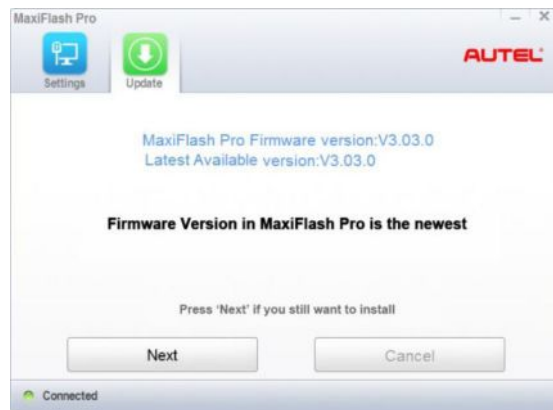 MaxiFlash Pro
AUTEL
Settings
Update
MaxiFlash Pro Firmware version:V3.03.0
Latest Available version:V3.03.0
Firmware Version in MaxiFlash Pro is the newest
Press 'Next' if you still want to install
Next
Cancel
Connected